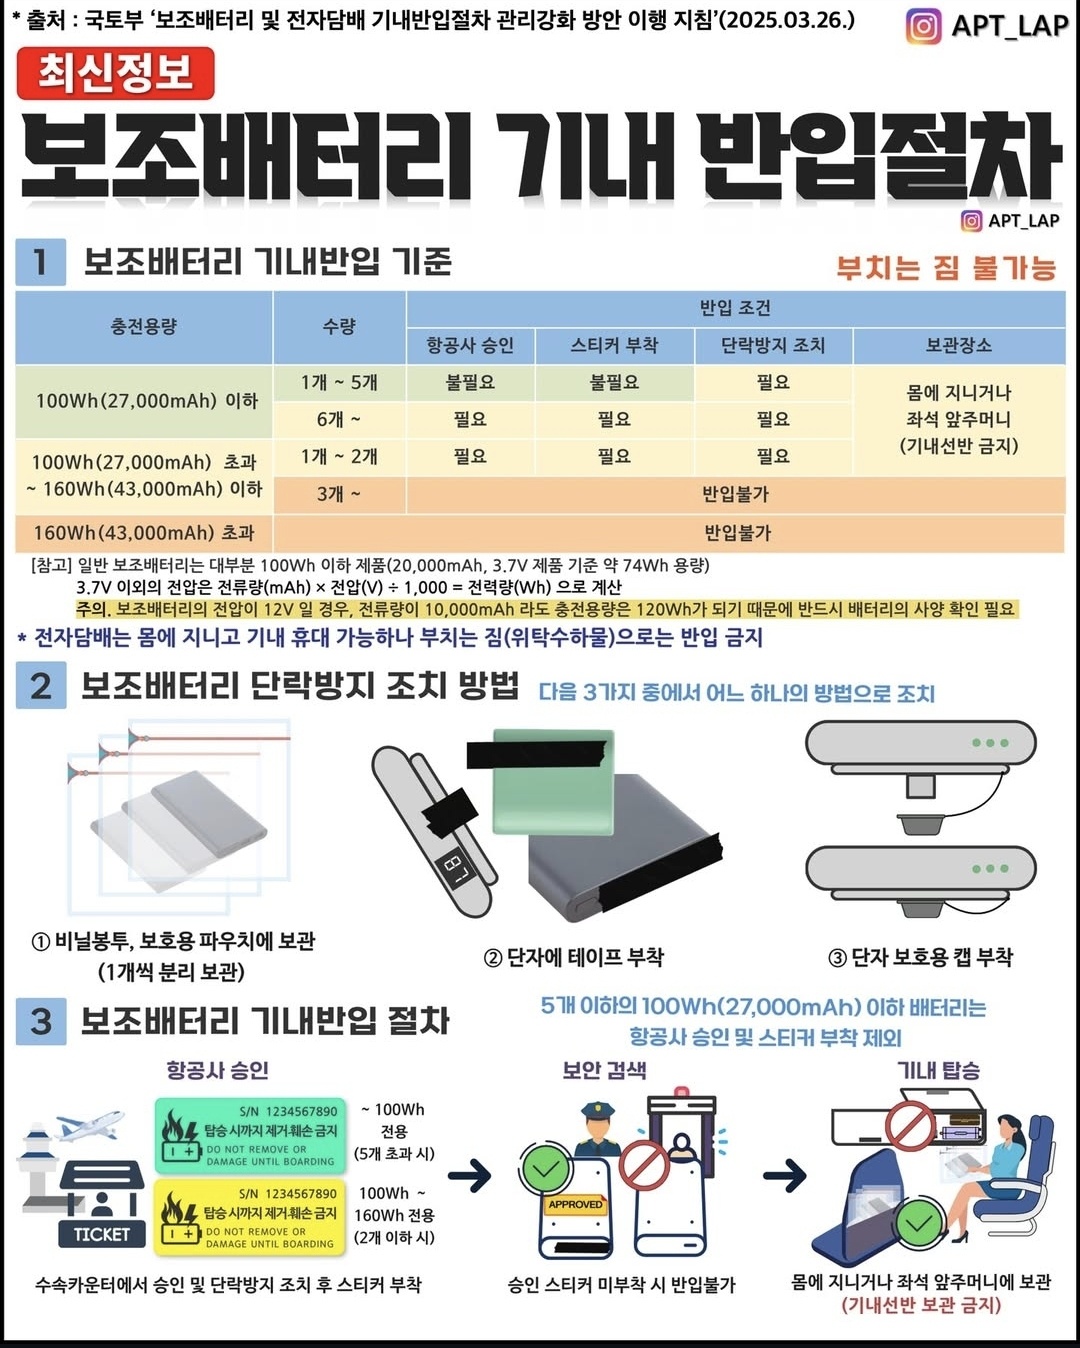 * 출처 : 국토부 ‘보조배터리 및 전자담배 기내반입절차 관리강화 방안 이행 지침’(2025.03.26.)
APT_LAP
최신정보
보조배터리 기내 반입절차
APT_LAP
1 보조배터리 기내반입 기준
부치는 짐 불가능
충전용량 수량 반입 조건
항공사 승인 스티커 부착 단락방지 조치 보관장소
100Wh(27,000mAh) 이하
1개 ~ 5개 불필요 불필요 필요
6개 ~ 필요 필요 필요
몸에 지니거나
좌석 앞주머니
(기내선반 금지)
100Wh(27,000mAh) 초과
~ 160Wh(43,000mAh) 이하
1개 ~ 2개 필요 필요 필요
3개 ~ 반입불가
160Wh(43,000mAh) 초과 반입불가
[참고] 일반 보조배터리는 대부분 100Wh 이하 제품(20,000mAh, 3.7V 제품 기준 약 74Wh 용량)
3.7V 이외의 전압은 전류량(mAh) × 전압(V) ÷ 1,000 = 전력량(Wh) 으로 계산
주의. 보조배터리의 전압이 12V 일 경우, 전류량이 10,000mAh 라도 충전용량은 120Wh가 되기 때문에 반드시 배터리의 사양 확인 필요
* 전자담배는 몸에 지니고 기내 휴대 가능하나 부치는 짐(위탁수하물)으로는 반입 금지
2 보조배터리 단락방지 조치 방법 다음 3가지 중에서 어느 하나의 방법으로 조치
87
① 비닐봉투, 보호용 파우치에 보관
(1개씩 분리 보관)
② 단자에 테이프 부착
③ 단자 보호용 캡 부착
3 보조배터리 기내반입 절차
5개 이하의 100Wh(27,000mAh) 이하 배터리는
항공사 승인 및 스티커 부착 제외
항공사 승인
TICKET
S/N 1234567890
탑승 시까지 제거.훼손 금지
DO NOT REMOVE OR
DAMAGE UNTIL BOARDING
~ 100Wh
전용
(5개 초과 시)
S/N 1234567890
탑승 시까지 제거.훼손 금지
DO NOT REMOVE OR
DAMAGE UNTIL BOARDING
100Wh ~
160Wh 전용
(2개 이하 시)
수속카운터에서 승인 및 단락방지 조치 후 스티커 부착
보안 검색
APPROVED
승인 스티커 미부착 시 반입불가
기내 탑승
몸에 지니거나 좌석 앞주머니에 보관
(기내선반 보관 금지)